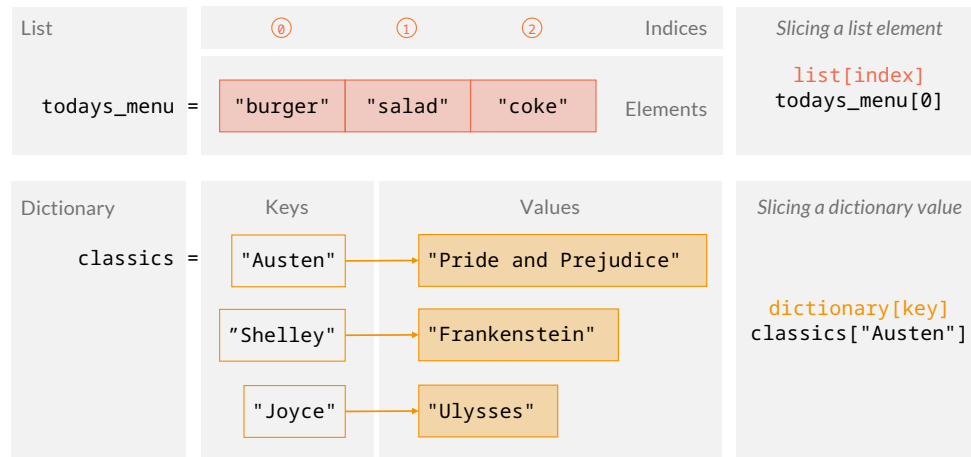 List
0 1 2
Indices
Slicing a list element
todays_menu =
"burger" "salad" "coke"
Elements
list[index]
todays_menu[0]
Dictionary
Keys
Values
Slicing a dictionary value
classics =
"Austen"
"Pride and Prejudice"
”Shelley"
"Frankenstein"
dictionary[key]
classics["Austen"]
"Joyce"
"Ulysses"